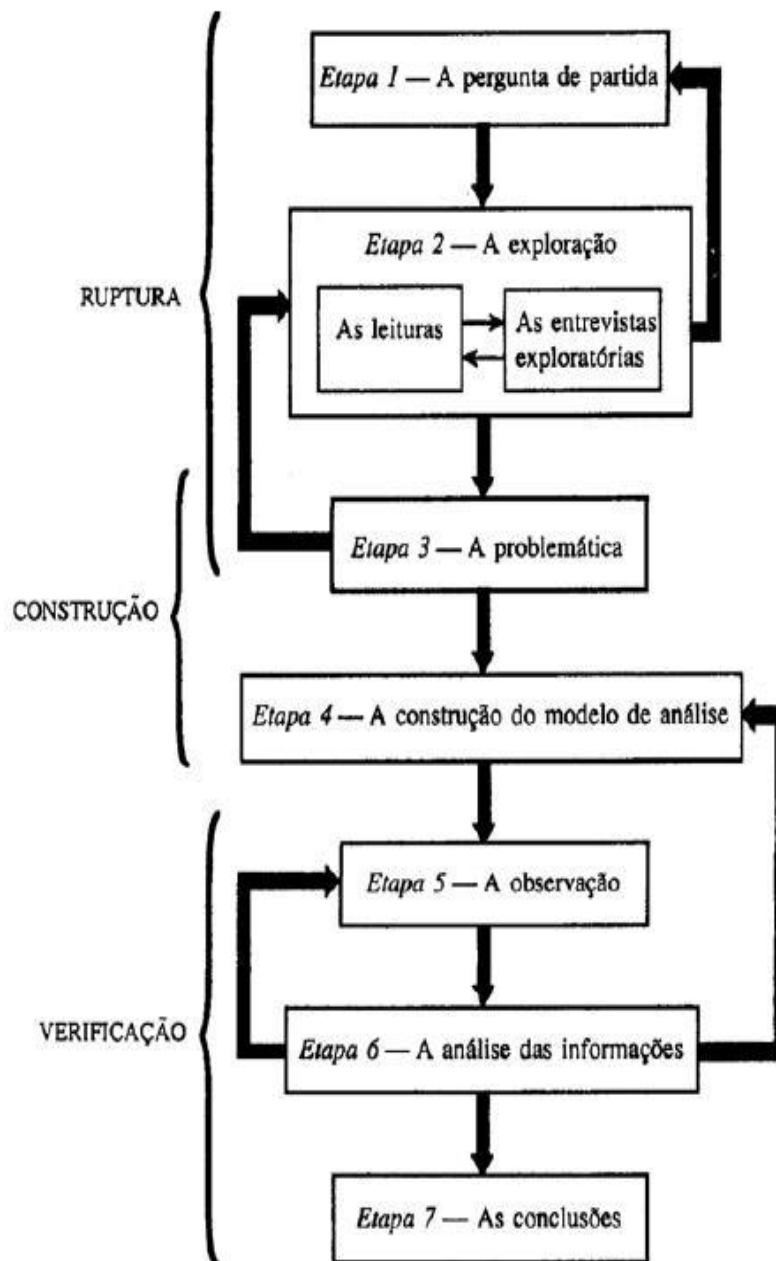 Etapa 1 — A pergunta de partida
Etapa 2 — A exploração
RUPTURA
As leituras
As entrevistas
exploratórias
Etapa 3 — A problemática
CONSTRUÇÃO
Etapa 4 — A construção do modelo de análise
Etapa 5 — A observação
VERIFICAÇÃO
Etapa 6 — A análise das informações
Etapa 7 — As conclusões